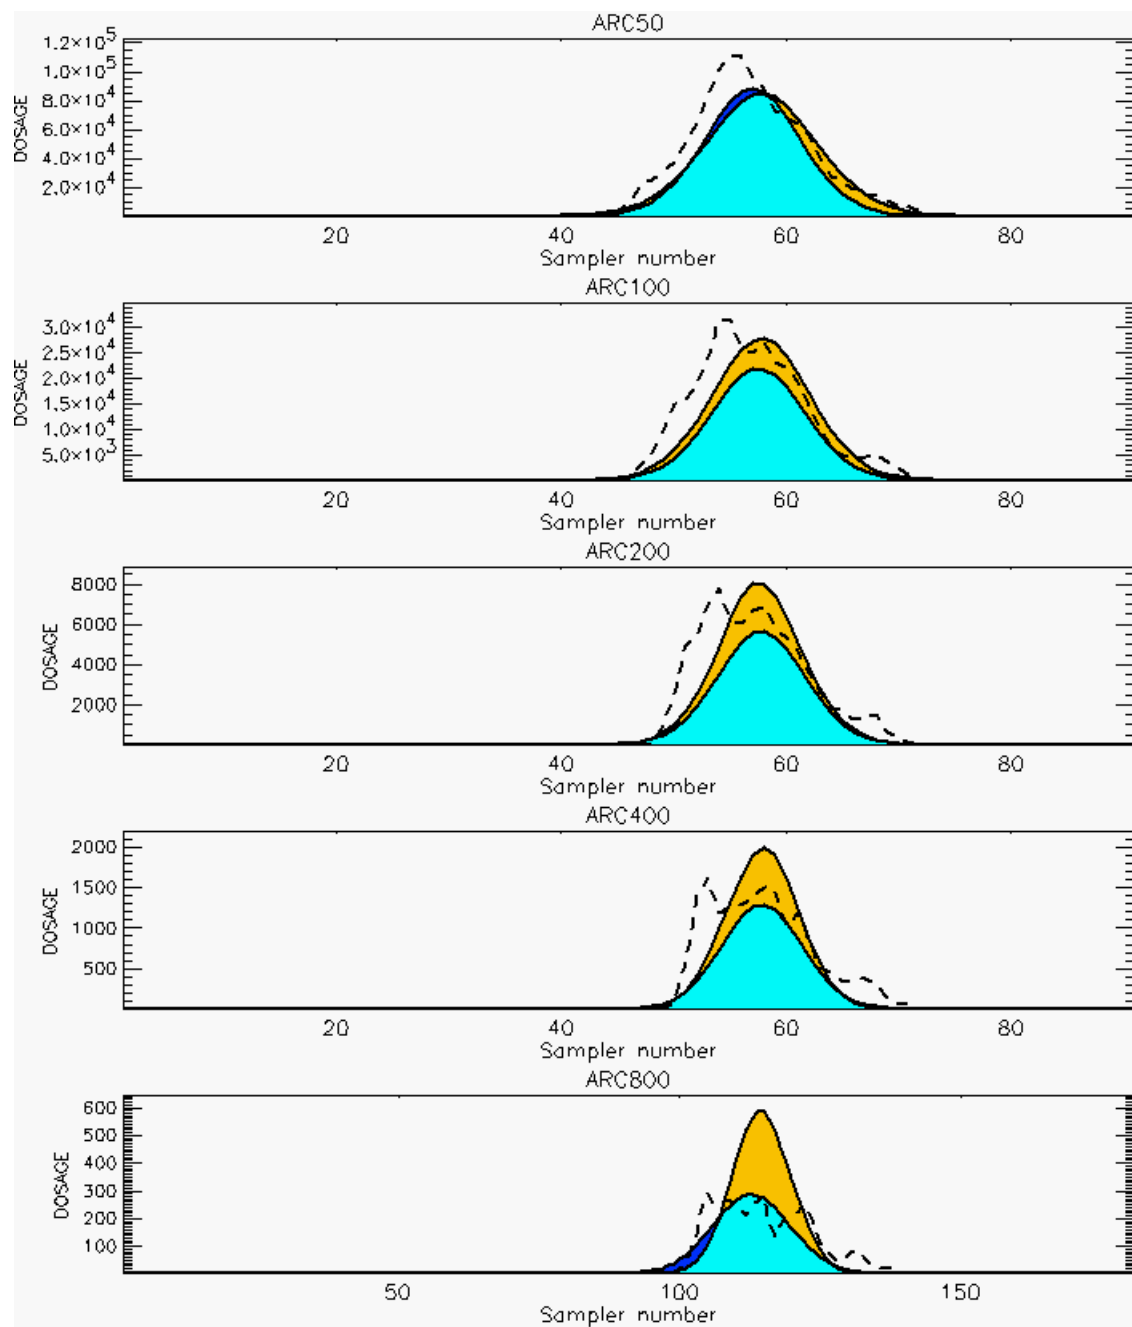 ARC50
1.2×10⁵
1.0×10⁵
8.0×10⁴
6.0×10⁴
4.0×10⁴
2.0×10⁴
DOSAGE
20 40 60 80
Sampler number
ARC100
3.0×10⁴
2.5×10⁴
2.0×10⁴
1.5×10⁴
1.0×10⁴
5.0×10³
DOSAGE
20 40 60 80
Sampler number
ARC200
8000
6000
4000
2000
DOSAGE
20 40 60 80
Sampler number
ARC400
2000
1500
1000
500
DOSAGE
20 40 60 80
Sampler number
ARC800
600
500
400
300
200
100
DOSAGE
50 100 150
Sampler number